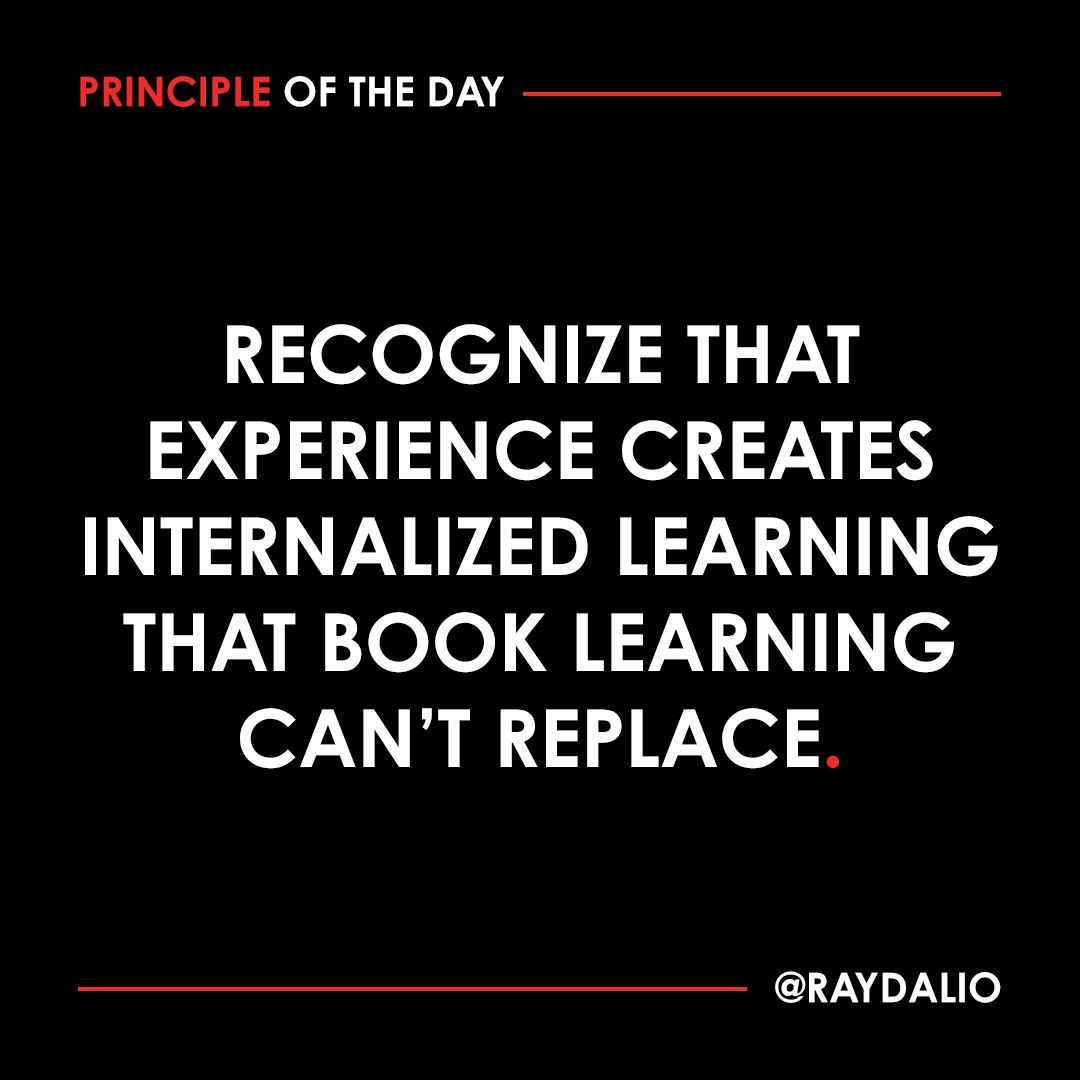 PRINCIPLE OF THE DAY
RECOGNIZE THAT
EXPERIENCE CREATES
INTERNALIZED LEARNING
THAT BOOK LEARNING
CAN’T REPLACE.
@RAYDALIO